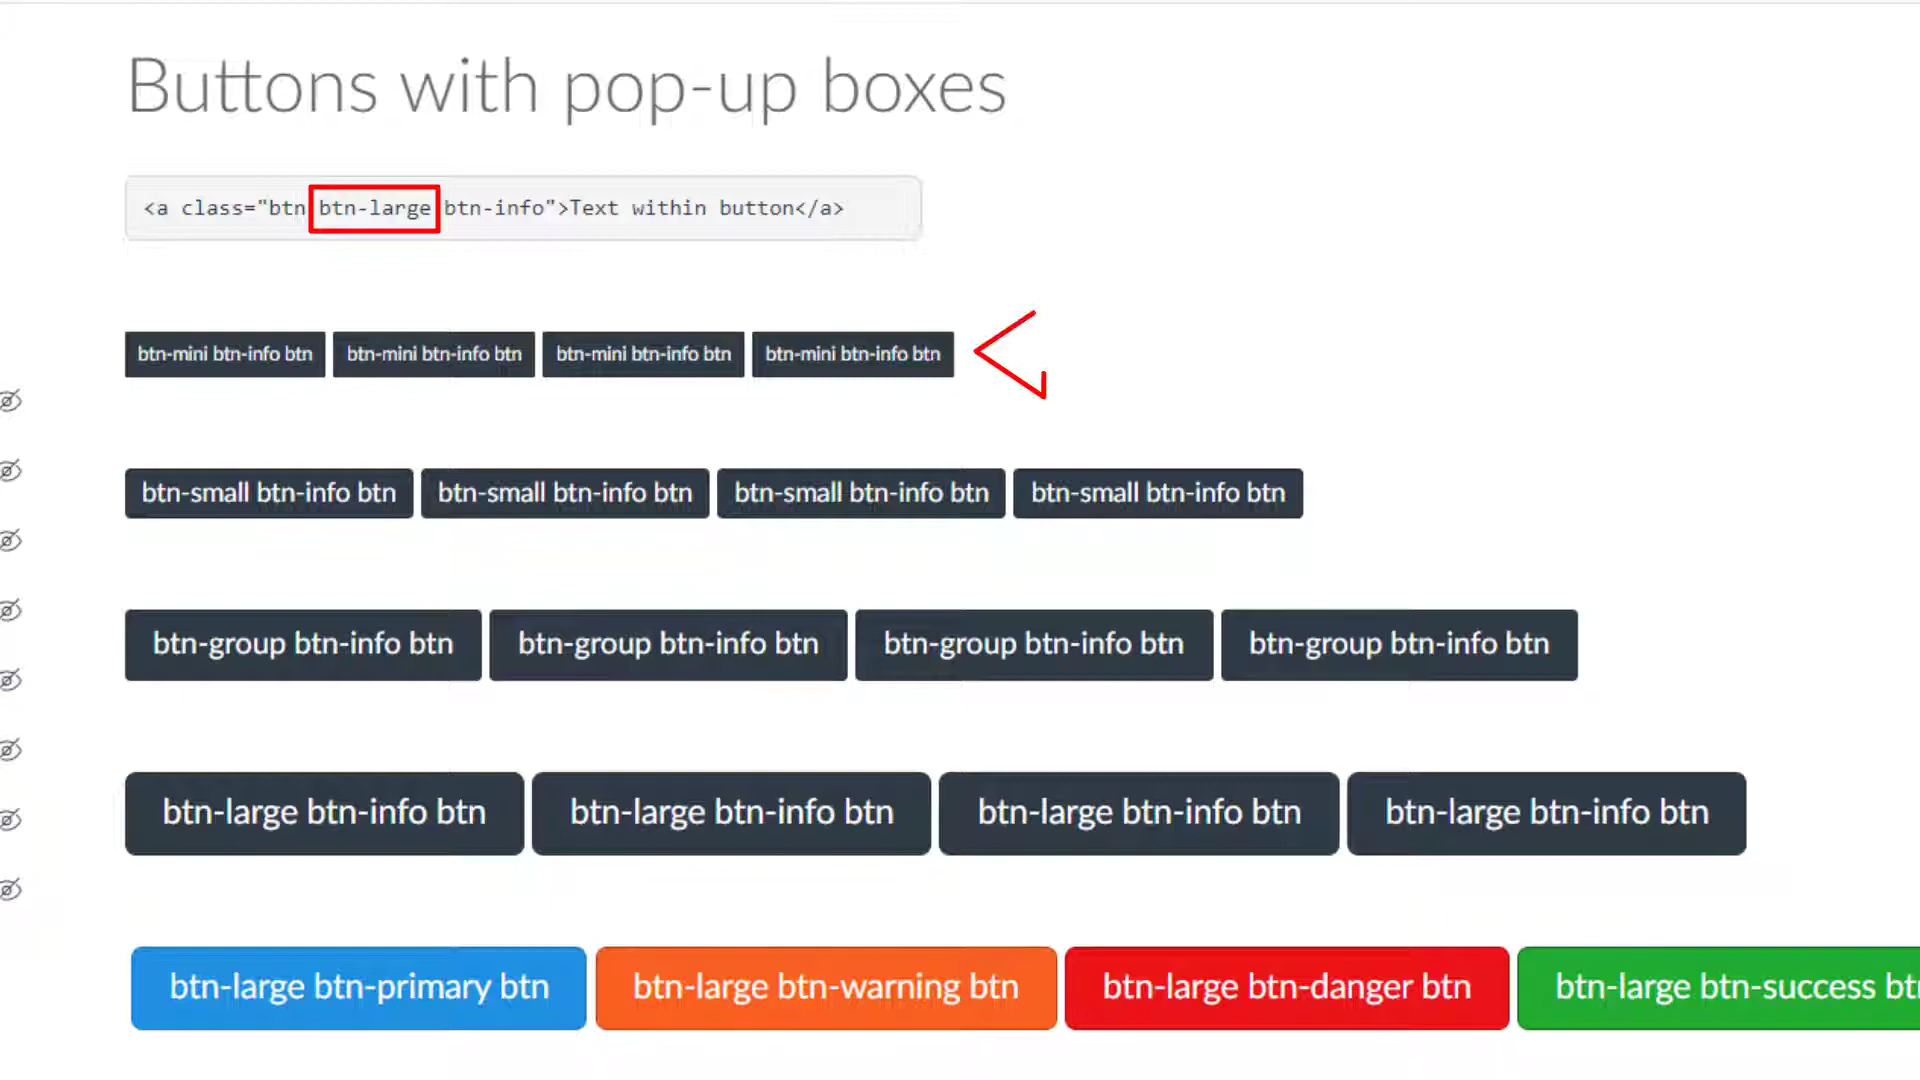 Buttons with pop-up boxes
<a class="btn btn-large btn-info">Text within button</a>
btn-mini btn-info btn btn-mini btn-info btn btn-mini btn-info btn btn-mini btn-info btn
btn-small btn-info btn btn-small btn-info btn btn-small btn-info btn btn-small btn-info btn
btn-group btn-info btn btn-group btn-info btn btn-group btn-info btn btn-group btn-info btn
btn-large btn-info btn btn-large btn-info btn btn-large btn-info btn btn-large btn-info btn
btn-large btn-primary btn btn-large btn-warning btn btn-large btn-danger btn btn-large btn-success